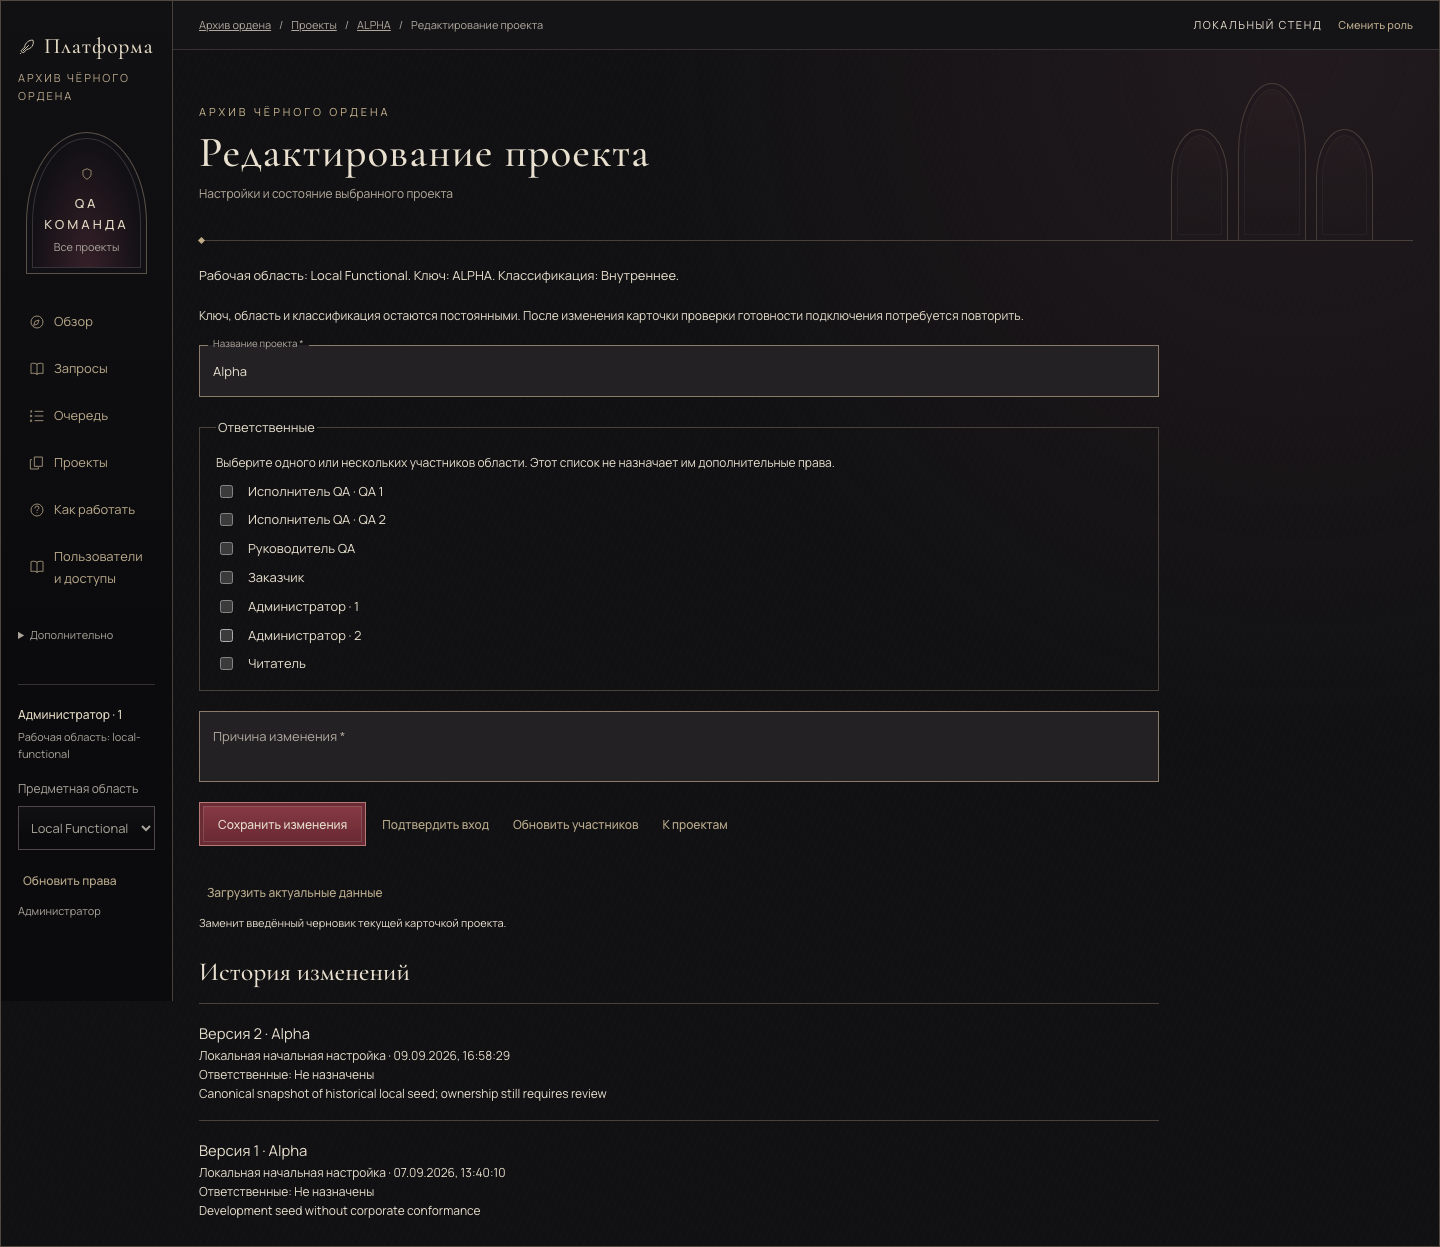 Платформа
АРХИВ ЧЁРНОГО
ОРДЕНА
QA
КОМАНДА
Все проекты
Обзор
Запросы
Очередь
Проекты
Как работать
Пользователи
и доступы
Дополнительно
Администратор · 1
Рабочая область: local-
functional
Предметная область
Local Functional
Обновить права
Администратор
Архив ордена / Проекты / ALPHA / Редактирование проекта
ЛОКАЛЬНЫЙ СТЕНД Сменить роль
АРХИВ ЧЁРНОГО ОРДЕНА
Редактирование проекта
Настройки и состояние выбранного проекта
Рабочая область: Local Functional. Ключ: ALPHA. Классификация: Внутреннее.
Ключ, область и классификация остаются постоянными. После изменения карточки проверки готовности подключения потребуется повторить.
Название проекта *
Alpha
Ответственные
Выберите одного или нескольких участников области. Этот список не назначает им дополнительные права.
Исполнитель QA · QA 1
Исполнитель QA · QA 2
Руководитель QA
Заказчик
Администратор · 1
Администратор · 2
Читатель
Причина изменения *
Сохранить изменения Подтвердить вход Обновить участников К проектам
Загрузить актуальные данные
Заменит введённый черновик текущей карточкой проекта.
История изменений
Версия 2 · Alpha
Локальная начальная настройка · 09.09.2026, 16:58:29
Ответственные: Не назначены
Canonical snapshot of historical local seed; ownership still requires review
Версия 1 · Alpha
Локальная начальная настройка · 07.09.2026, 13:40:10
Ответственные: Не назначены
Development seed without corporate conformance